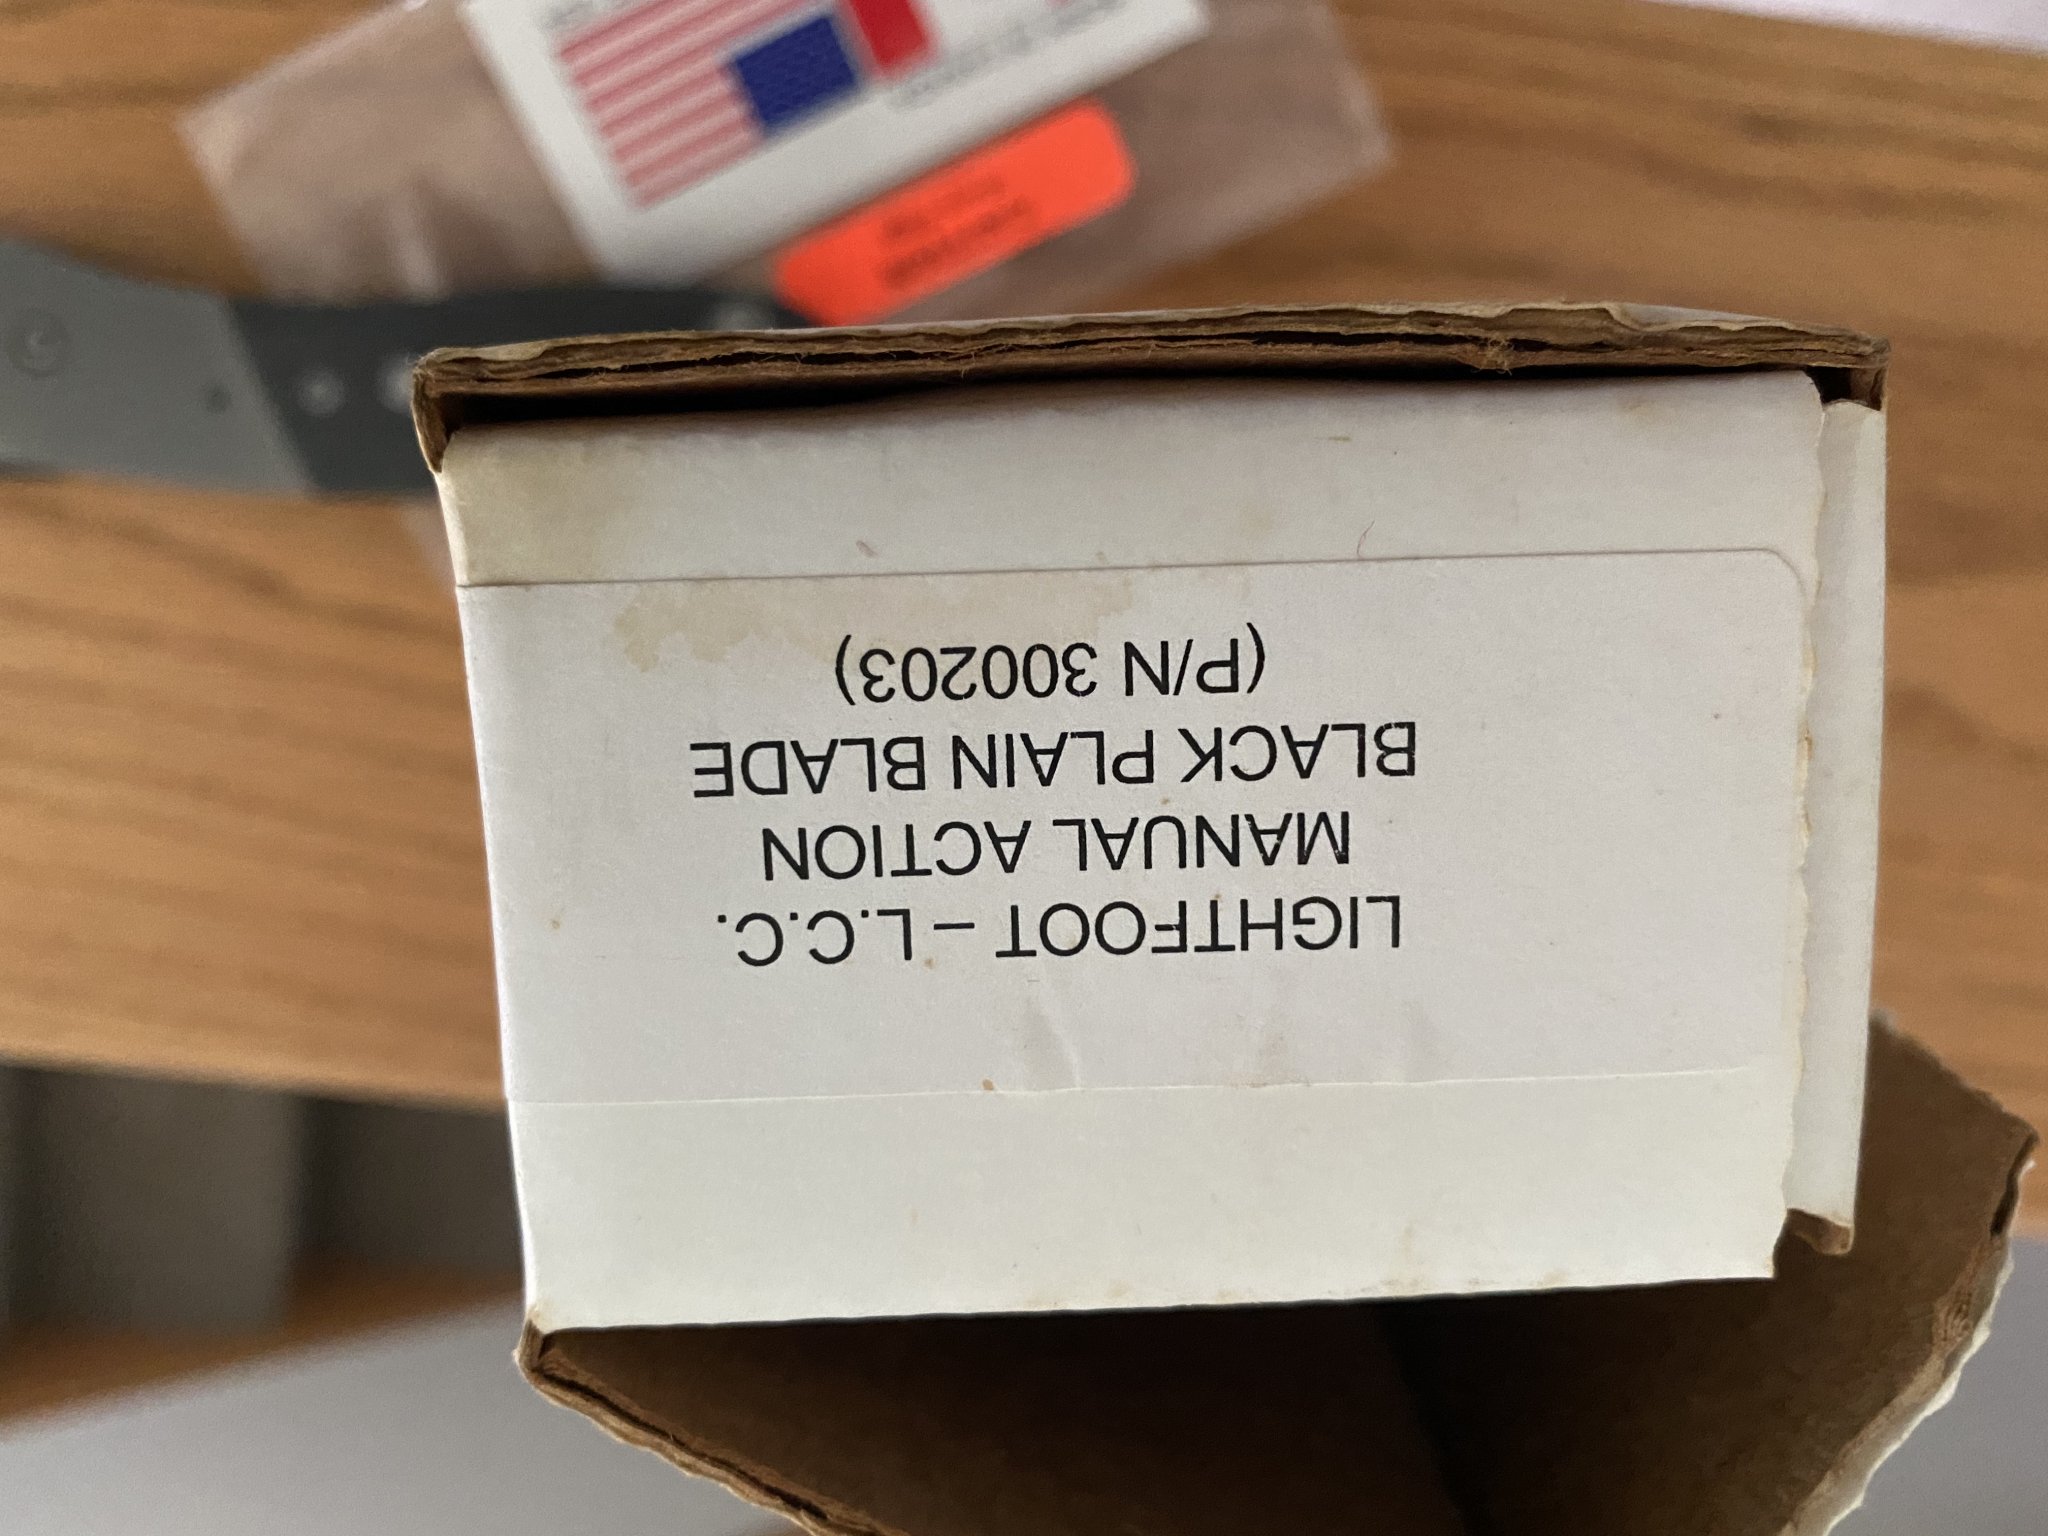 LIGHTFOOT – L.C.C.
MANUAL ACTION
BLACK PLAIN BLADE
(P/N 300203)